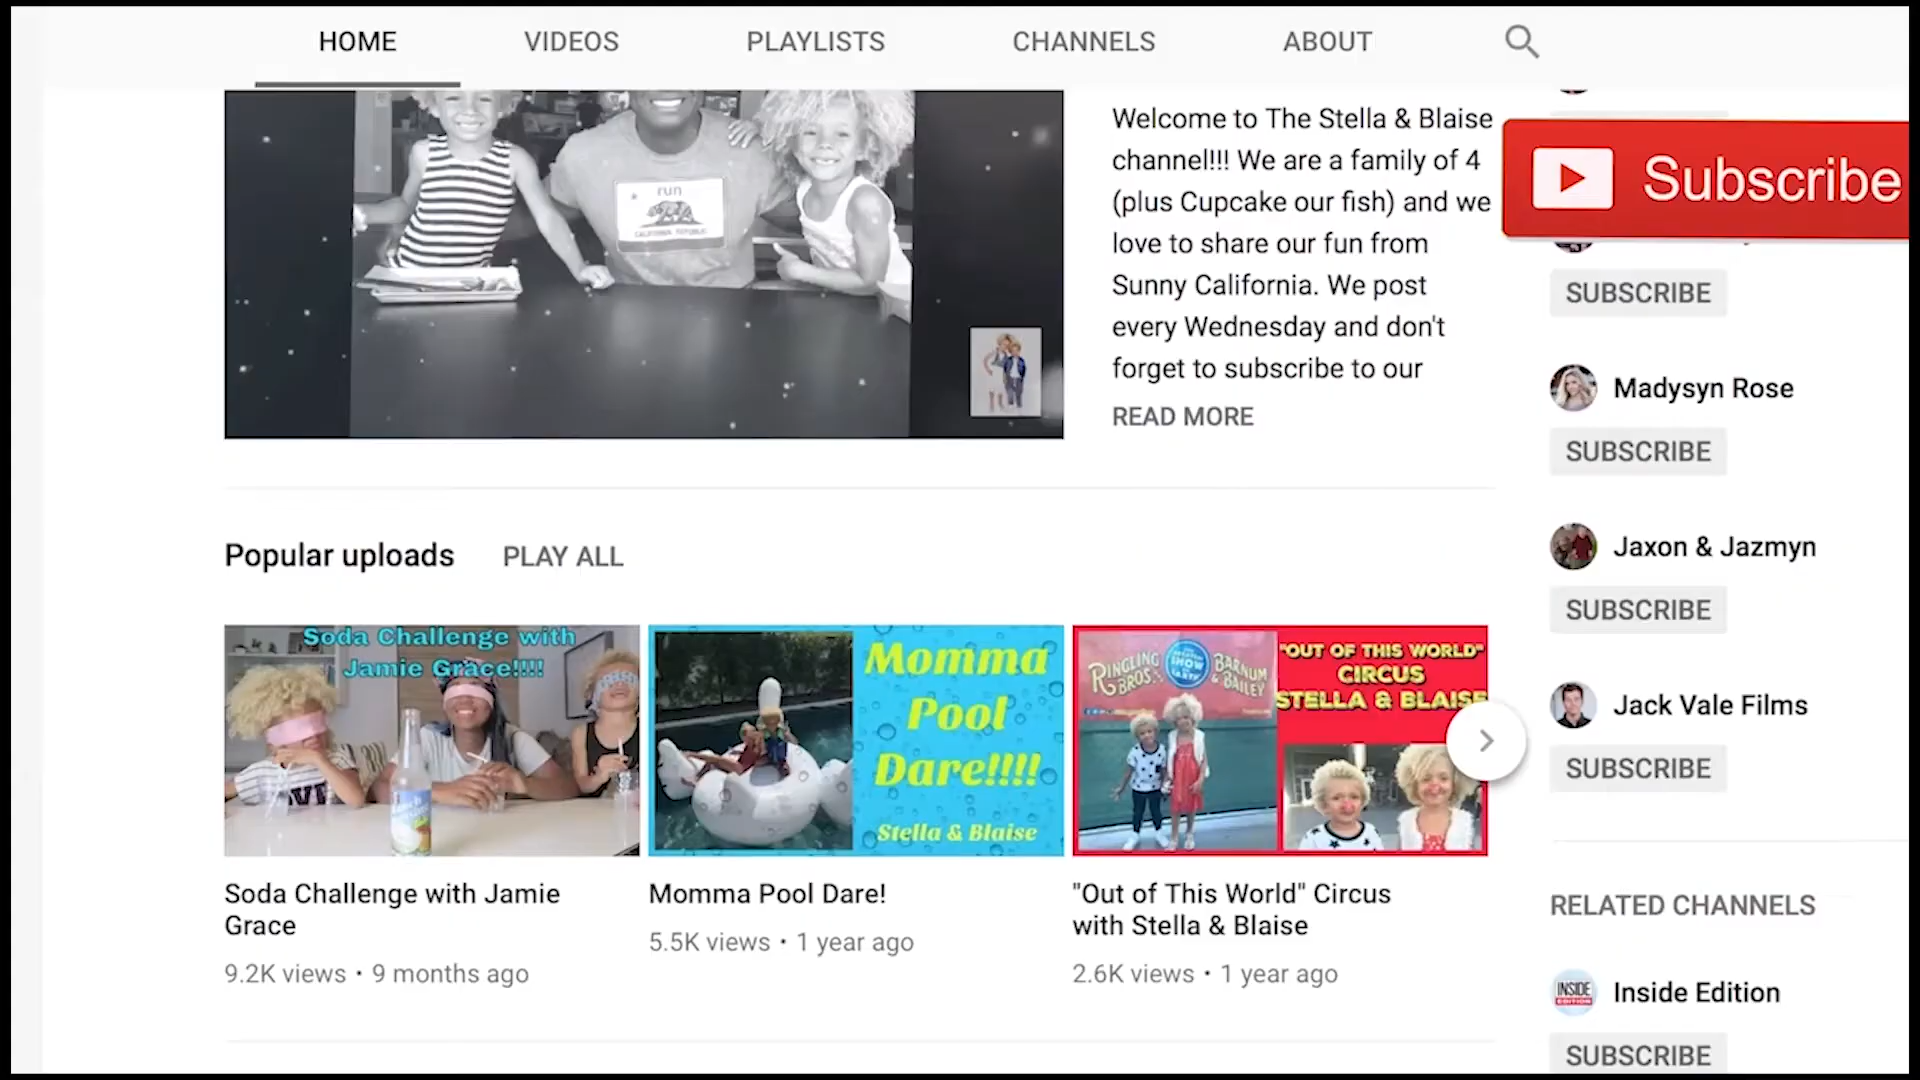 HOME VIDEOS PLAYLISTS CHANNELS ABOUT
run
CALIFORNIA REPUBLIC
Welcome to The Stella & Blaise
channel!!! We are a family of 4
(plus Cupcake our fish) and we
love to share our fun from
Sunny California. We post
every Wednesday and don't
forget to subscribe to our
READ MORE
Subscribe
SUBSCRIBE
Madysyn Rose
SUBSCRIBE
Jaxon & Jazmyn
SUBSCRIBE
Jack Vale Films
SUBSCRIBE
Popular uploads PLAY ALL
Soda Challenge with
Jamie Grace!!!!
Momma
Pool
Dare!!!!
Stella & Blaise
RINGLING
BROS.
BARNUM
& BAILEY
"OUT OF THIS WORLD"
CIRCUS
STELLA & BLAISE
Soda Challenge with Jamie
Grace
9.2K views • 9 months ago
Momma Pool Dare!
5.5K views • 1 year ago
"Out of This World" Circus
with Stella & Blaise
2.6K views • 1 year ago
RELATED CHANNELS
INSIDE
EDITION
Inside Edition
SUBSCRIBE